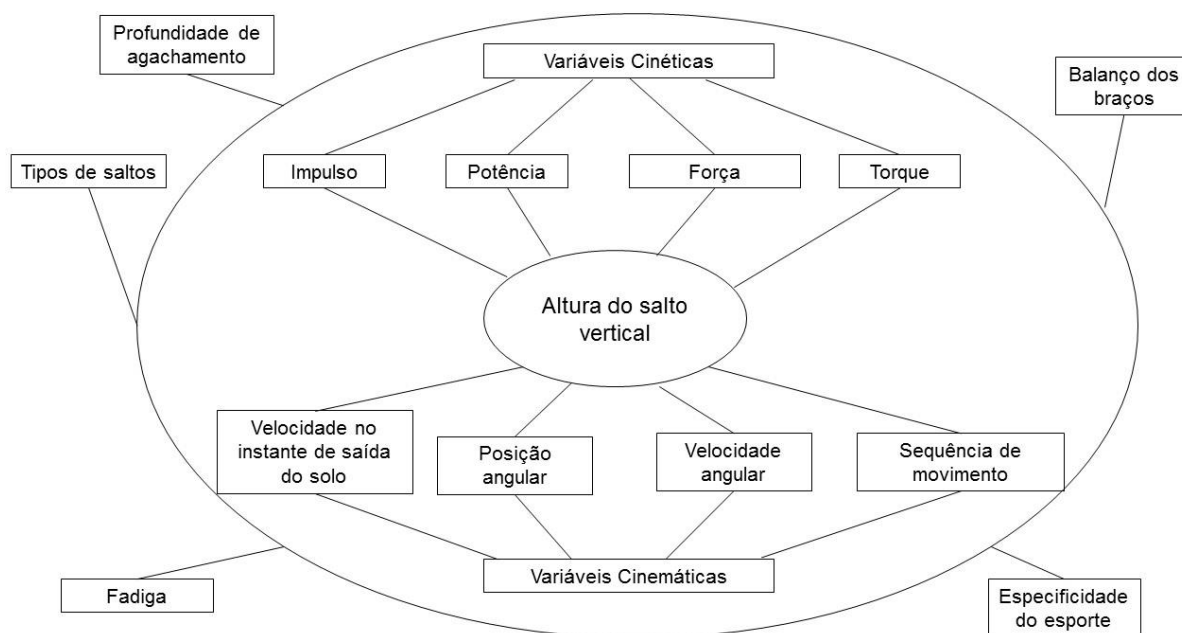 Profundidade de
agachamento
Variáveis Cinéticas
Balanço dos
braços
Tipos de saltos
Impulso
Potência
Força
Torque
Altura do salto
vertical
Velocidade no
instante de saída
do solo
Posição
angular
Velocidade
angular
Sequência de
movimento
Variáveis Cinemáticas
Fadiga
Especificidade
do esporte